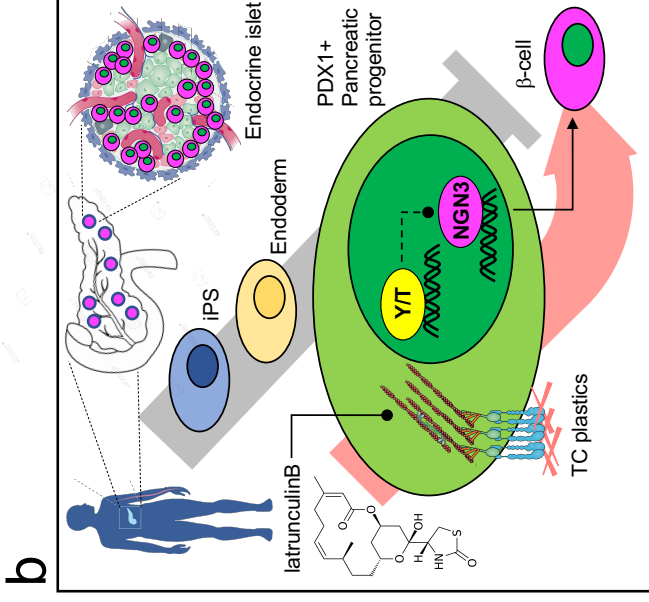 b
Endocrine islet
iPS
Endoderm
PDX1+
Pancreatic
progenitor
β-cell
latrunculinB
Y/T
NGN3
TC plastics
O
O
OH
O
H
HN
S
O